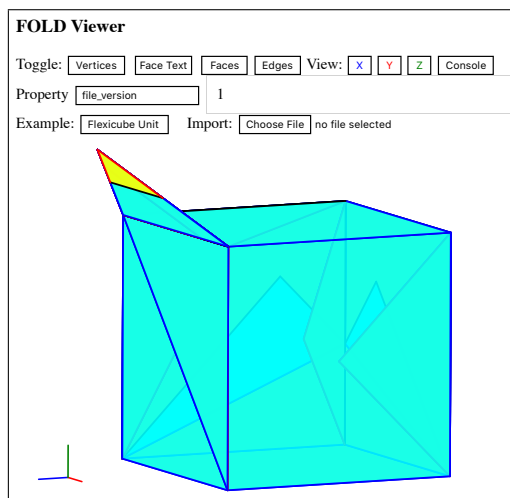 FOLD Viewer
Toggle: Vertices Face Text Faces Edges View: X Y Z Console
Property file_version 1
Example: Flexicube Unit Import: Choose File no file selected